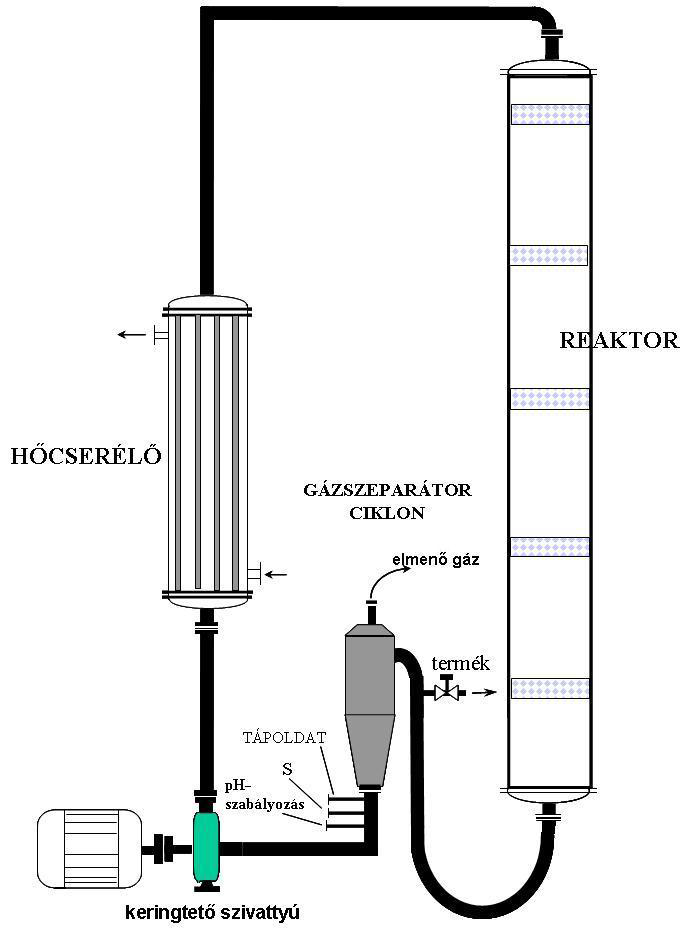 REAKTOR
HŐCSERÉLŐ
GÁZSZEPARÁTOR
CIKLON
elmenő gáz
termék
TÁPOLDAT
S
pH-
szabályozás
keringtető szivattyú